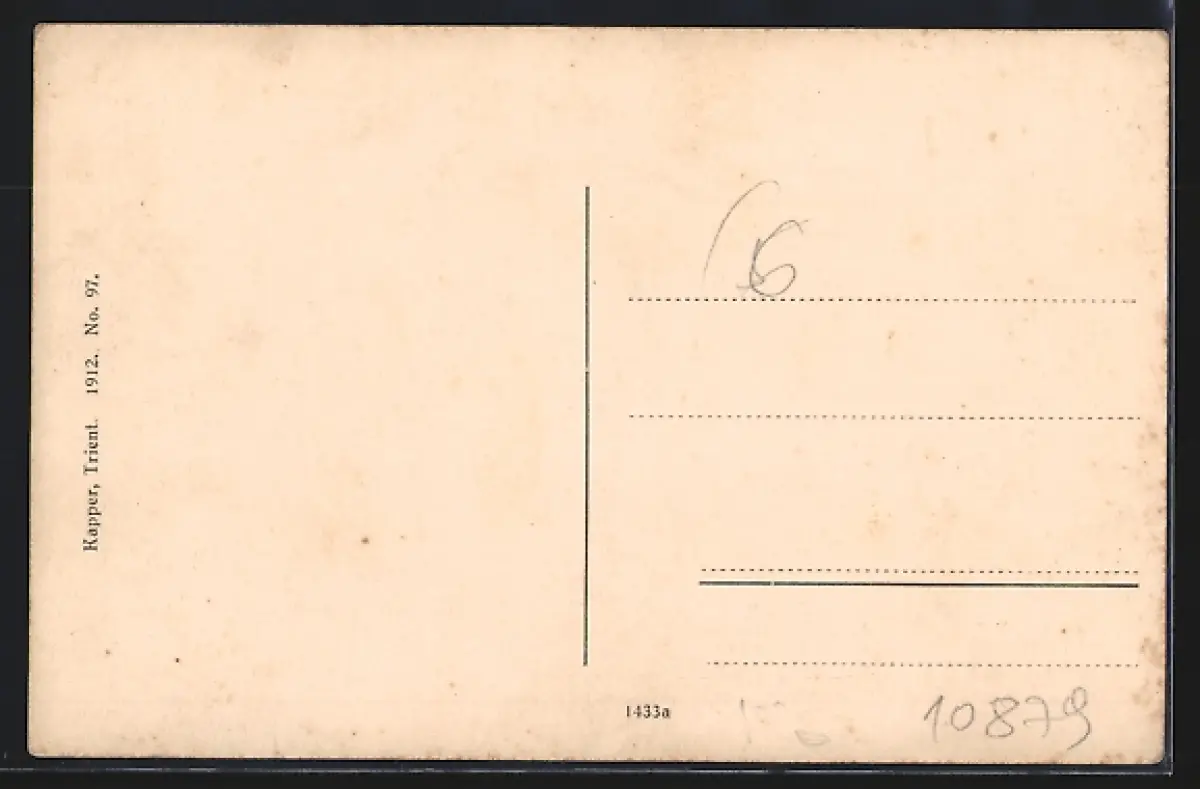 Kapper, Trient. 1912. No. 97.
6
1433a
10879